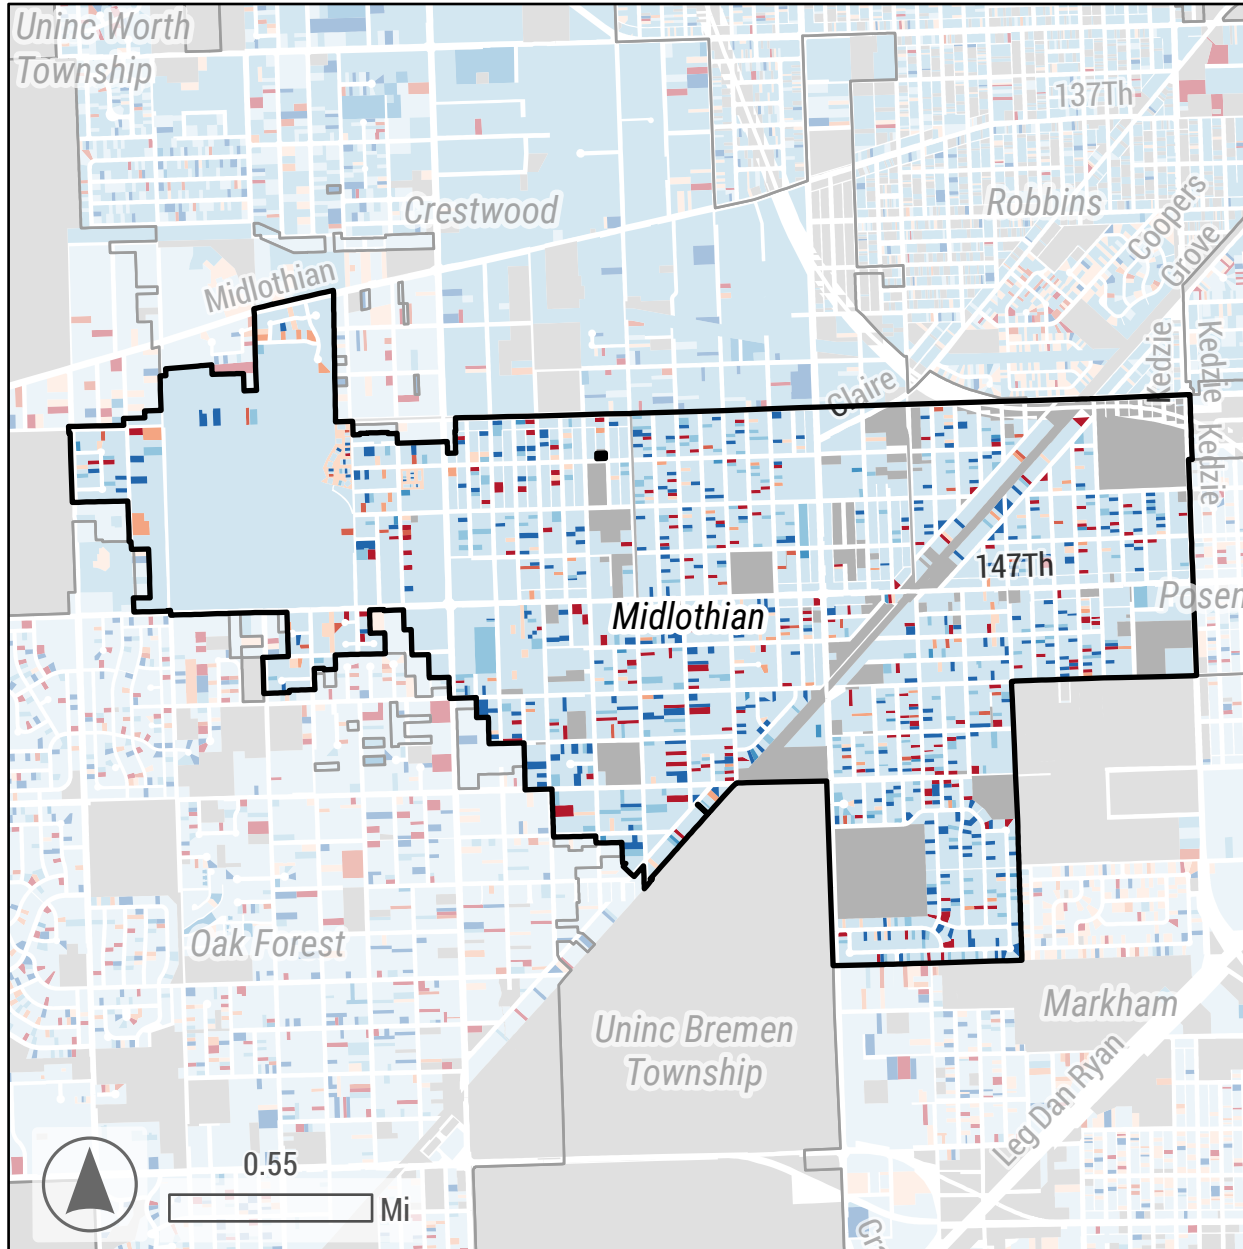 Uninc Worth
Township
137Th
Crestwood
Robbins
Coopers
Grove
Midlothian
Kedzie
Kedzie
Claire
Kedzie
147Th
Midlothian
Posen
Oak Forest
Uninc Bremen
Township
Markham
Leg Dan Ryan
0.55
Mi
Cr